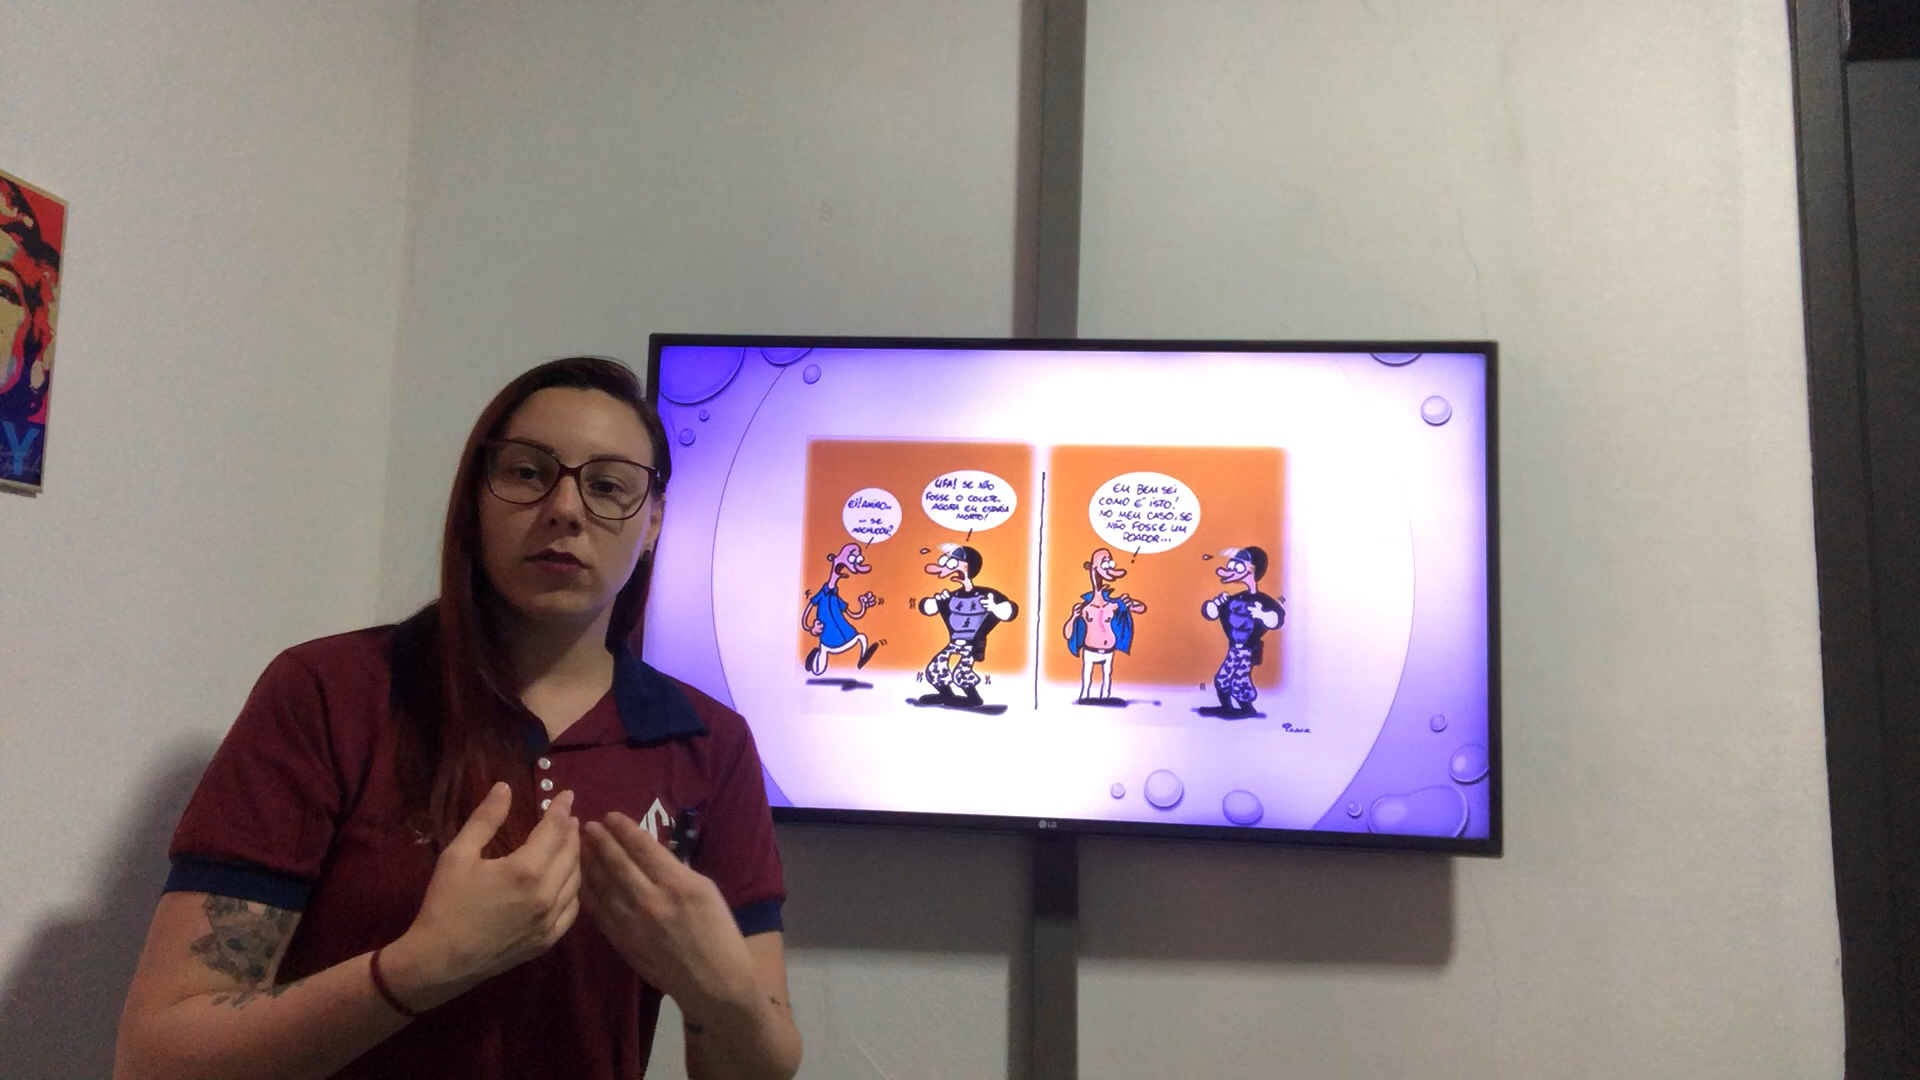 EI! AMIGO...
... SE
MACHUCOU?
UFA! SE NÃO
FOSSE O COLETE,
AGORA EU ESTARIA
MORTO!
EU BEM SEI
COMO É ISTO!
NO MEU CASO, SE
NÃO FOSSE UM
DOADOR...
LG
Y